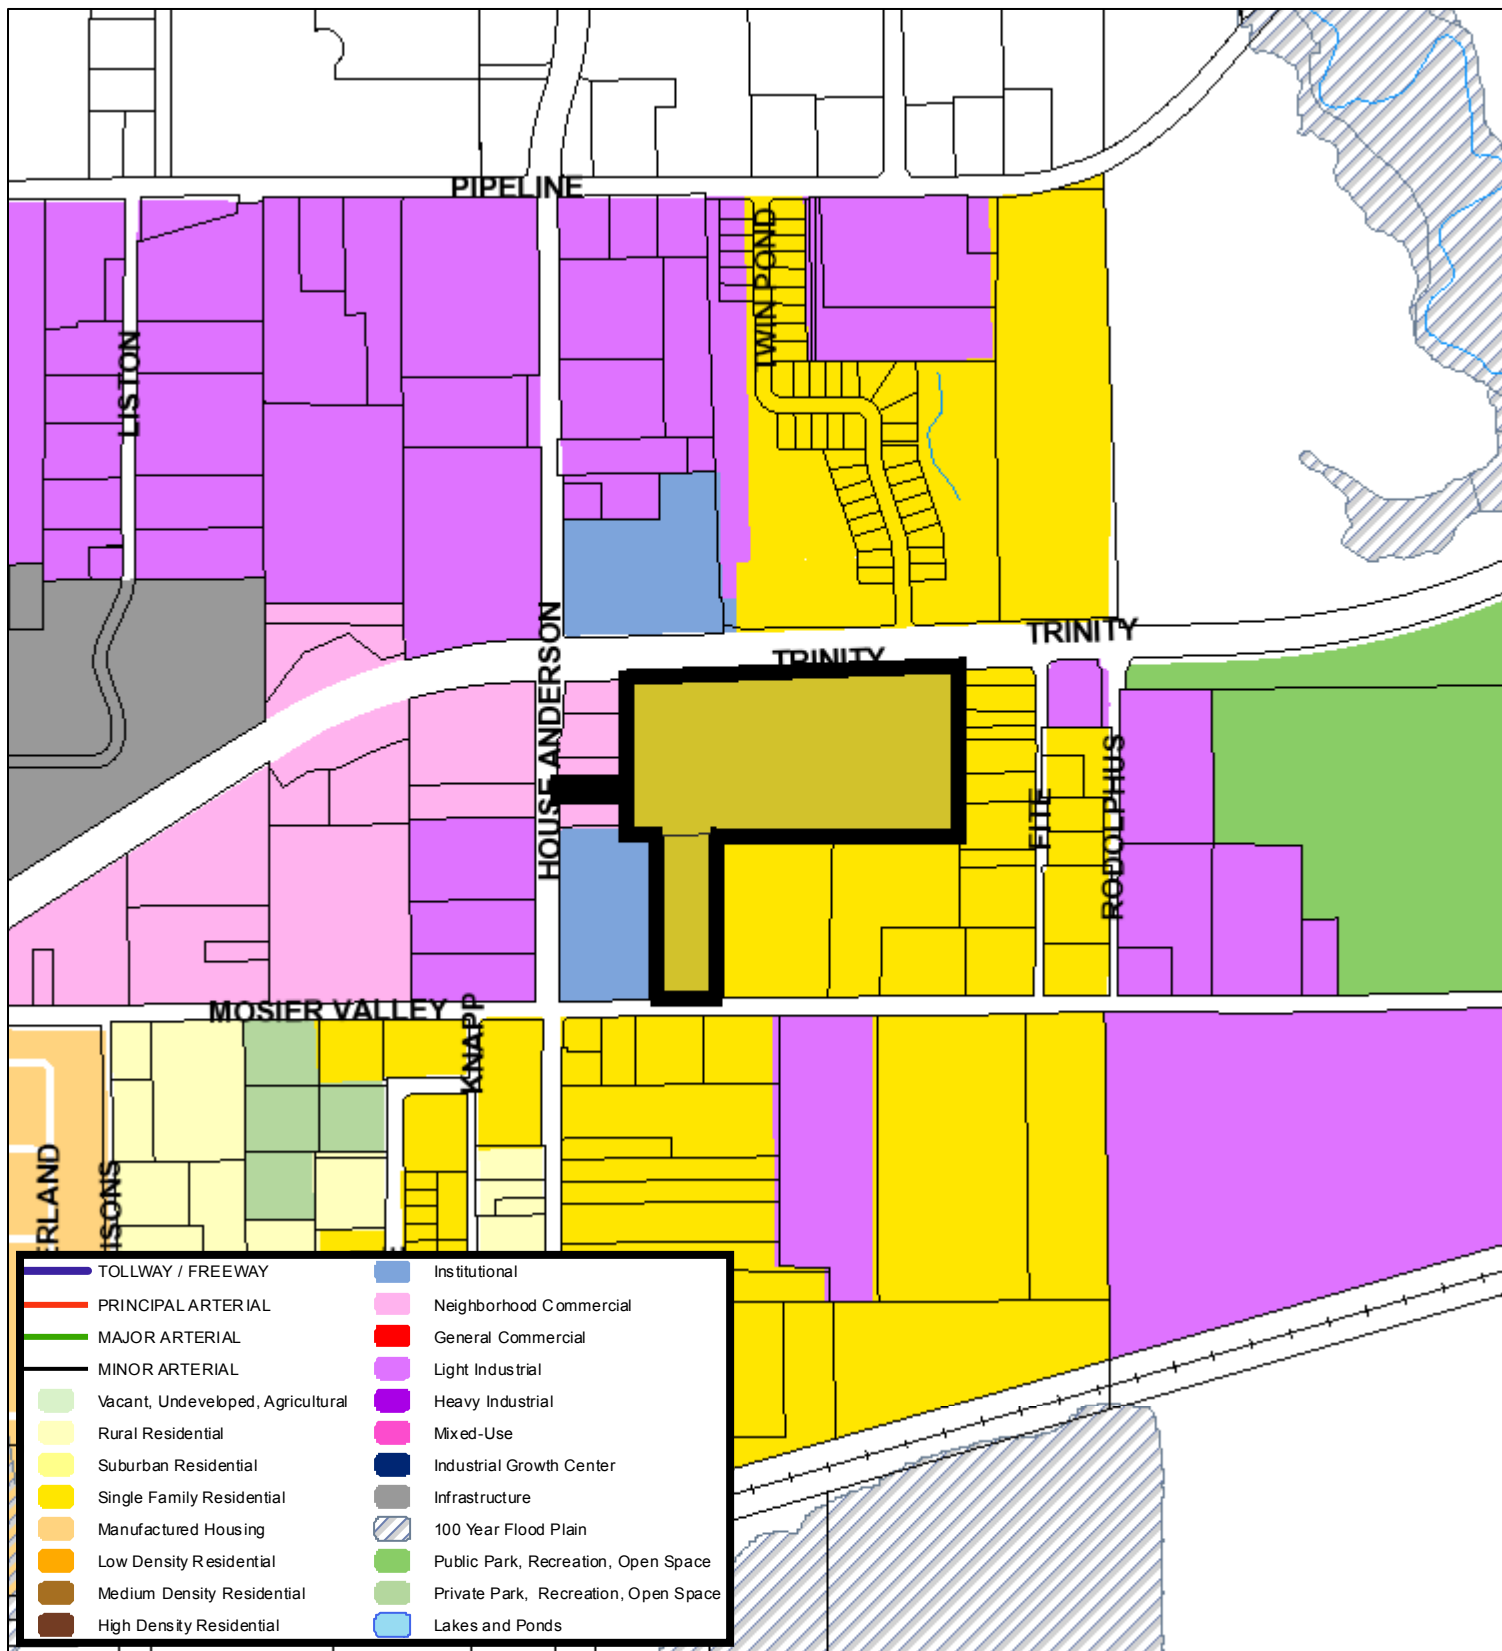 PIPELINE
TWIN POND
LISTON
HOUSE ANDERSON
TRINITY
TRINITY
FITE
RODOLPHUS
MOSIER VALLEY
KNAPP
ERLAND
ISONS
TOLLWAY / FREEWAY
PRINCIPAL ARTERIAL
MAJOR ARTERIAL
MINOR ARTERIAL
Vacant, Undeveloped, Agricultural
Rural Residential
Suburban Residential
Single Family Residential
Manufactured Housing
Low Density Residential
Medium Density Residential
High Density Residential
Institutional
Neighborhood Commercial
General Commercial
Light Industrial
Heavy Industrial
Mixed-Use
Industrial Growth Center
Infrastructure
100 Year Flood Plain
Public Park, Recreation, Open Space
Private Park, Recreation, Open Space
Lakes and Ponds